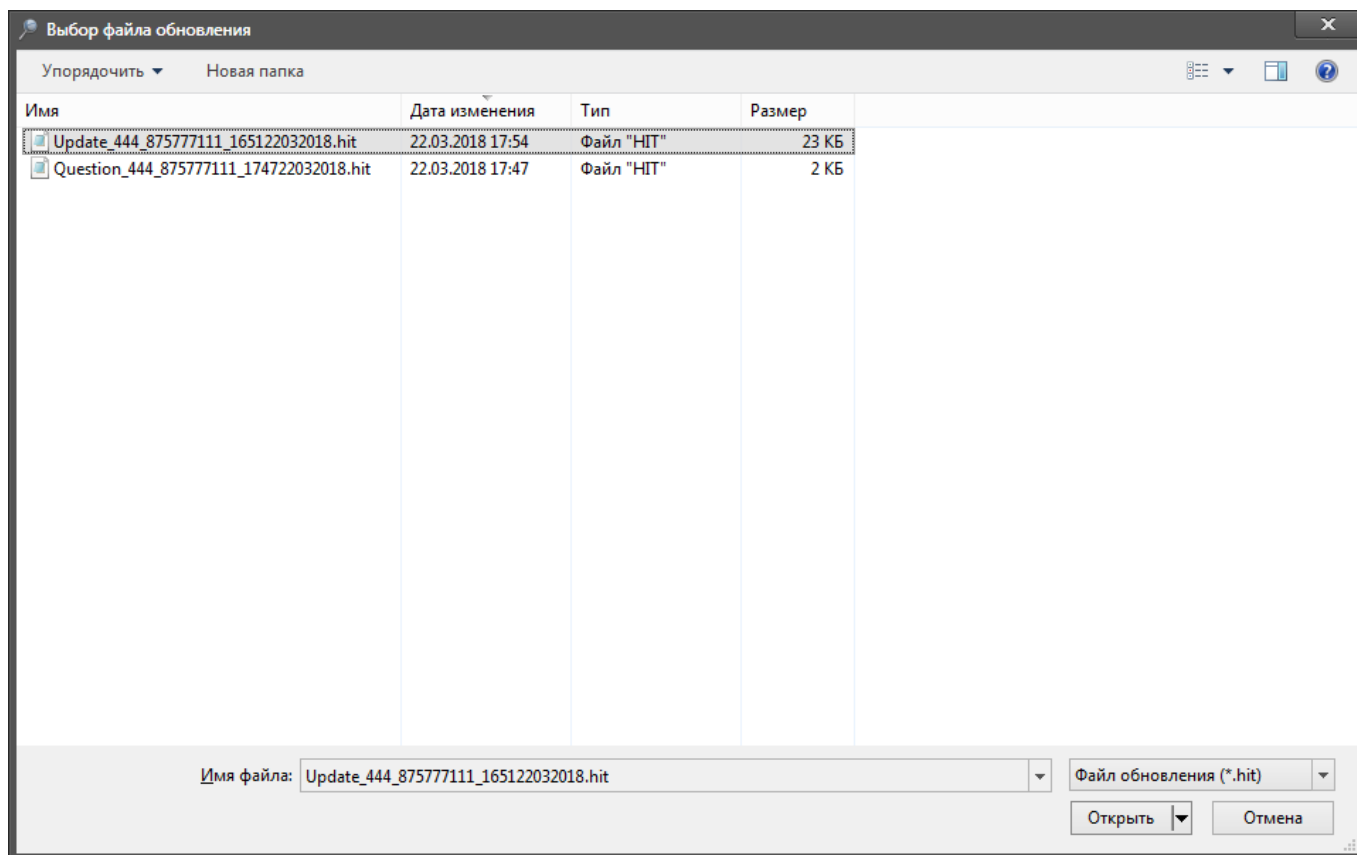 Выбор файла обновления
Упорядочить Новая папка
Имя Дата изменения Тип Размер
Update_444_875777111_165122032018.hit 22.03.2018 17:54 Файл "HIT" 23 КБ
Question_444_875777111_174722032018.hit 22.03.2018 17:47 Файл "HIT" 2 КБ
Имя файла: Update_444_875777111_165122032018.hit Файл обновления (*.hit)
Открыть Отмена